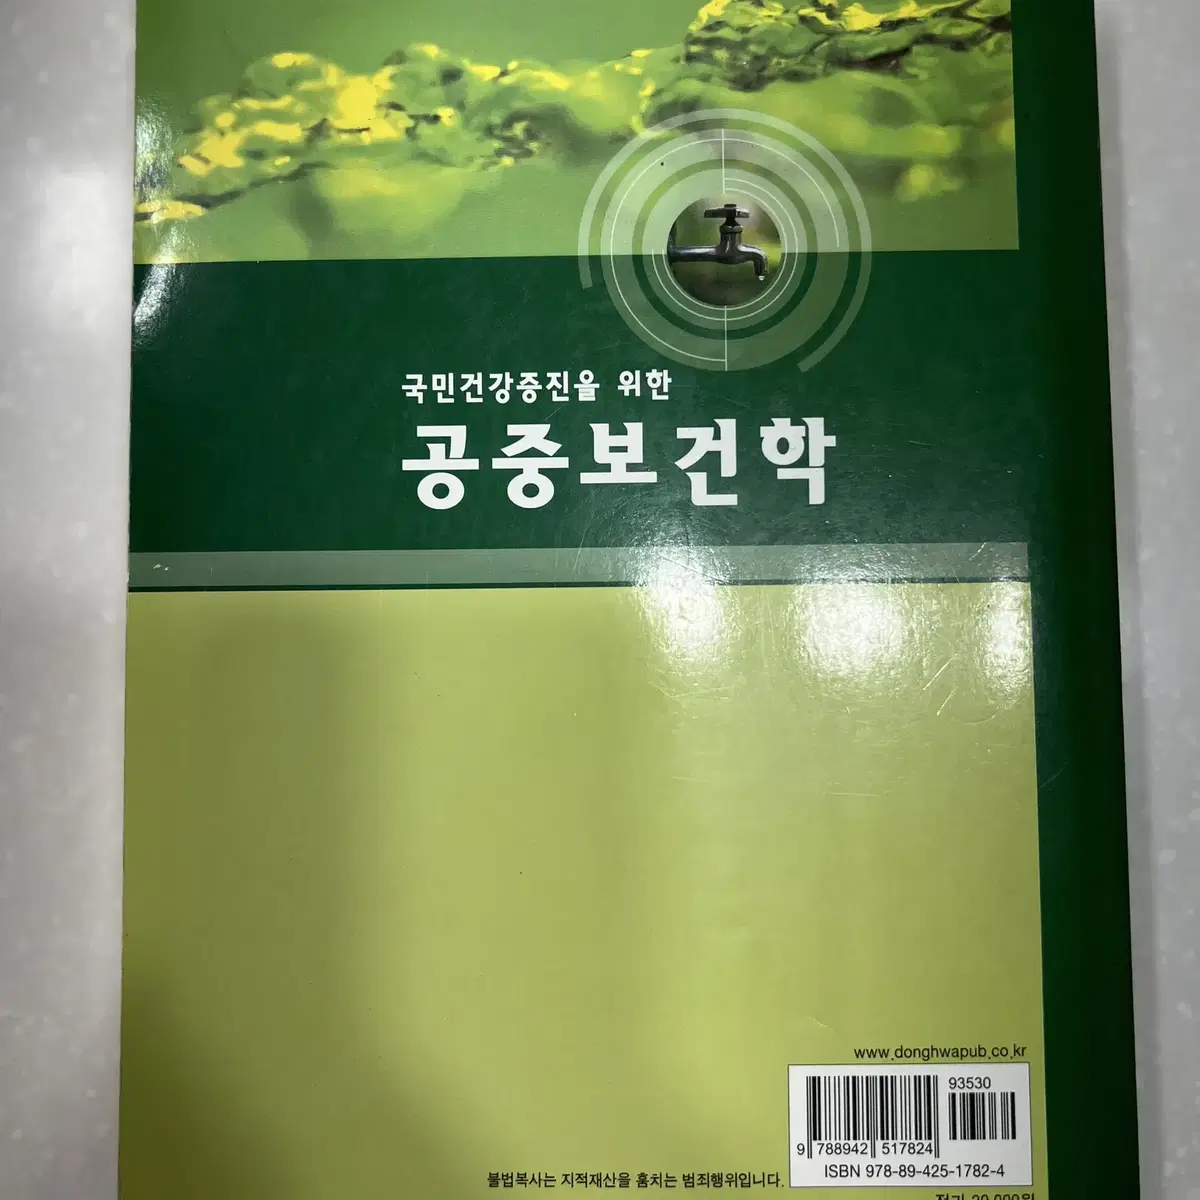 국민건강증진을 위한
공중보건학
www.donghwapub.co.kr
93530
9 788942 517824
ISBN 978-89-425-1782-4
불법복사는 지적재산을 훔치는 범죄행위입니다.